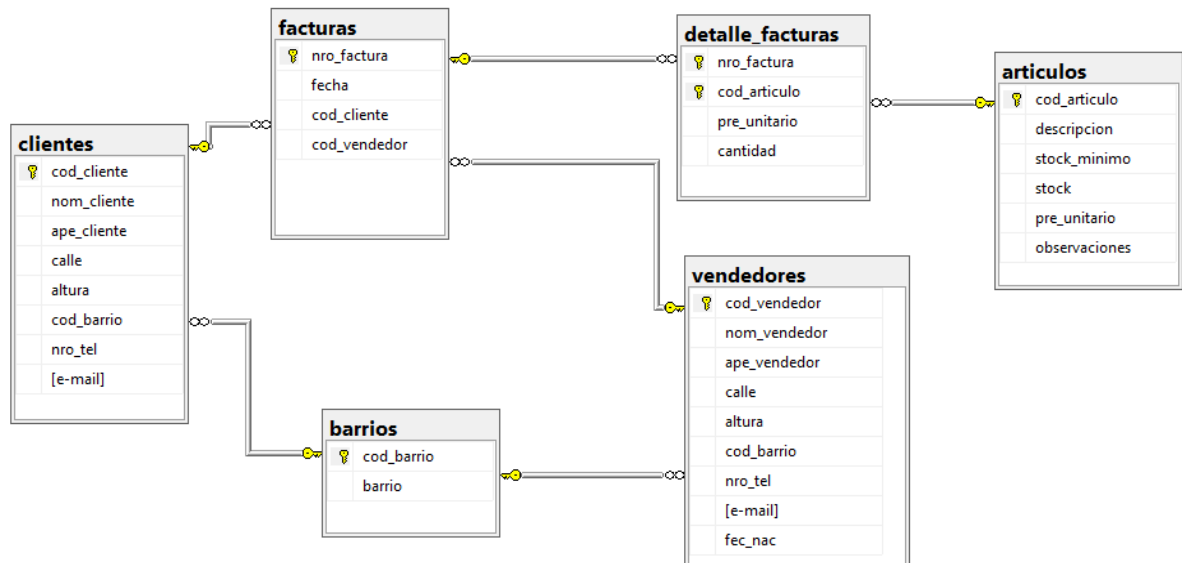 facturas
nro_factura
fecha
cod_cliente
cod_vendedor
detalle_facturas
nro_factura
cod_articulo
pre_unitario
cantidad
articulos
cod_articulo
descripcion
stock_minimo
stock
pre_unitario
observaciones
clientes
cod_cliente
nom_cliente
ape_cliente
calle
altura
cod_barrio
nro_tel
[e-mail]
vendedores
cod_vendedor
nom_vendedor
ape_vendedor
calle
altura
cod_barrio
nro_tel
[e-mail]
fec_nac
barrios
cod_barrio
barrio